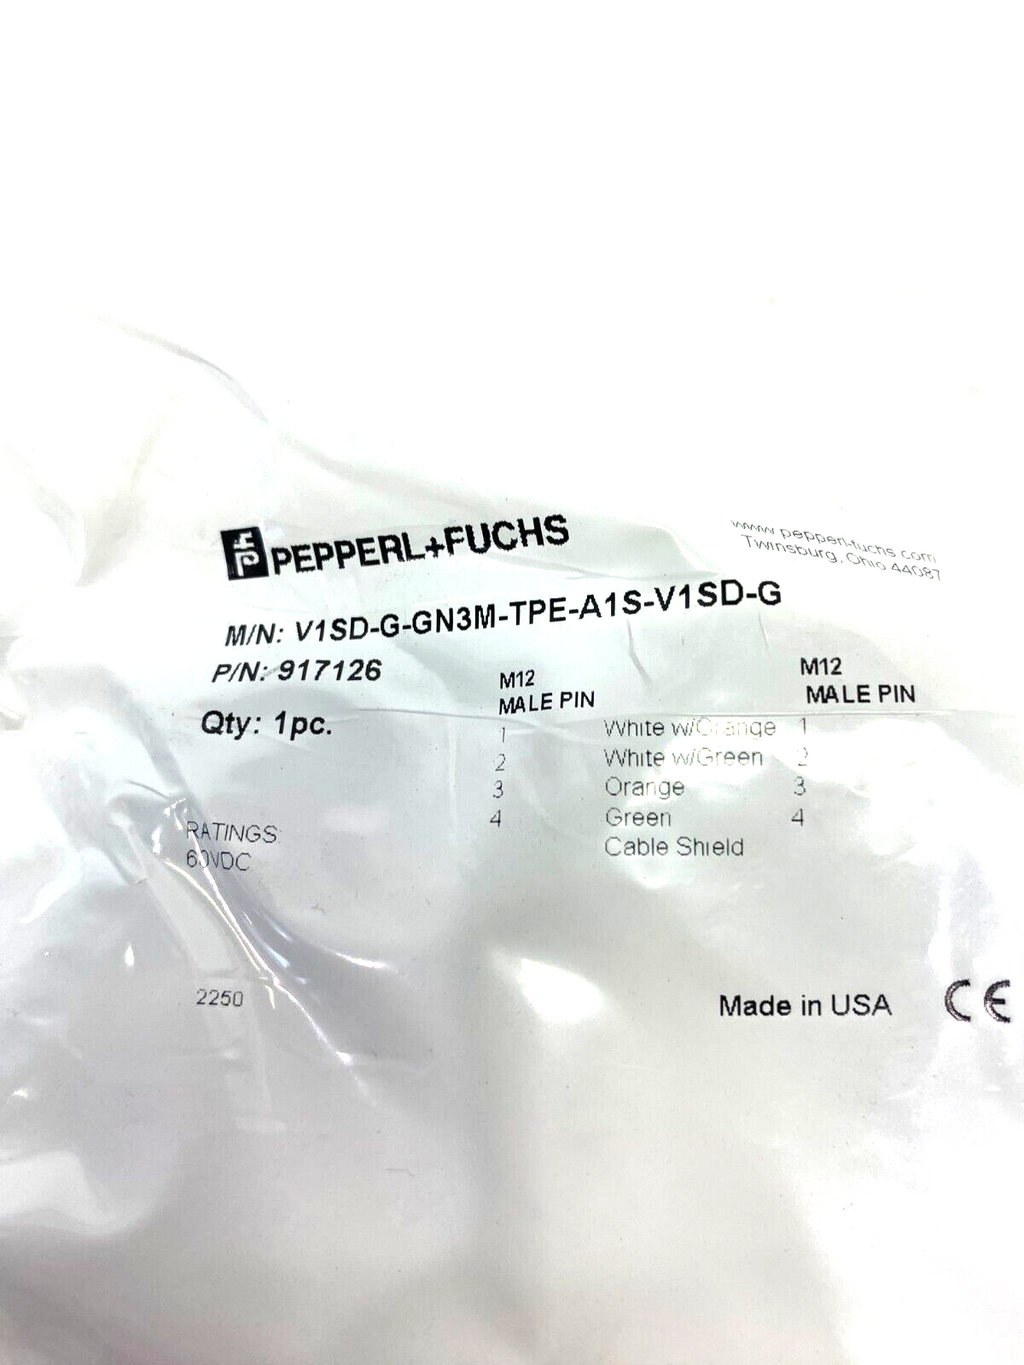 PEPPERL+FUCHS
www.pepperl-fuchs.com
Twinsburg, Ohio 44087
M/N: V1SD-G-GN3M-TPE-A1S-V1SD-G
P/N: 917126
Qty: 1pc.
M12 M12
MALE PIN MALE PIN
1 White w/Orange 1
2 White w/Green 2
3 Orange 3
4 Green 4
Cable Shield
RATINGS:
60VDC
2250
Made in USA CE